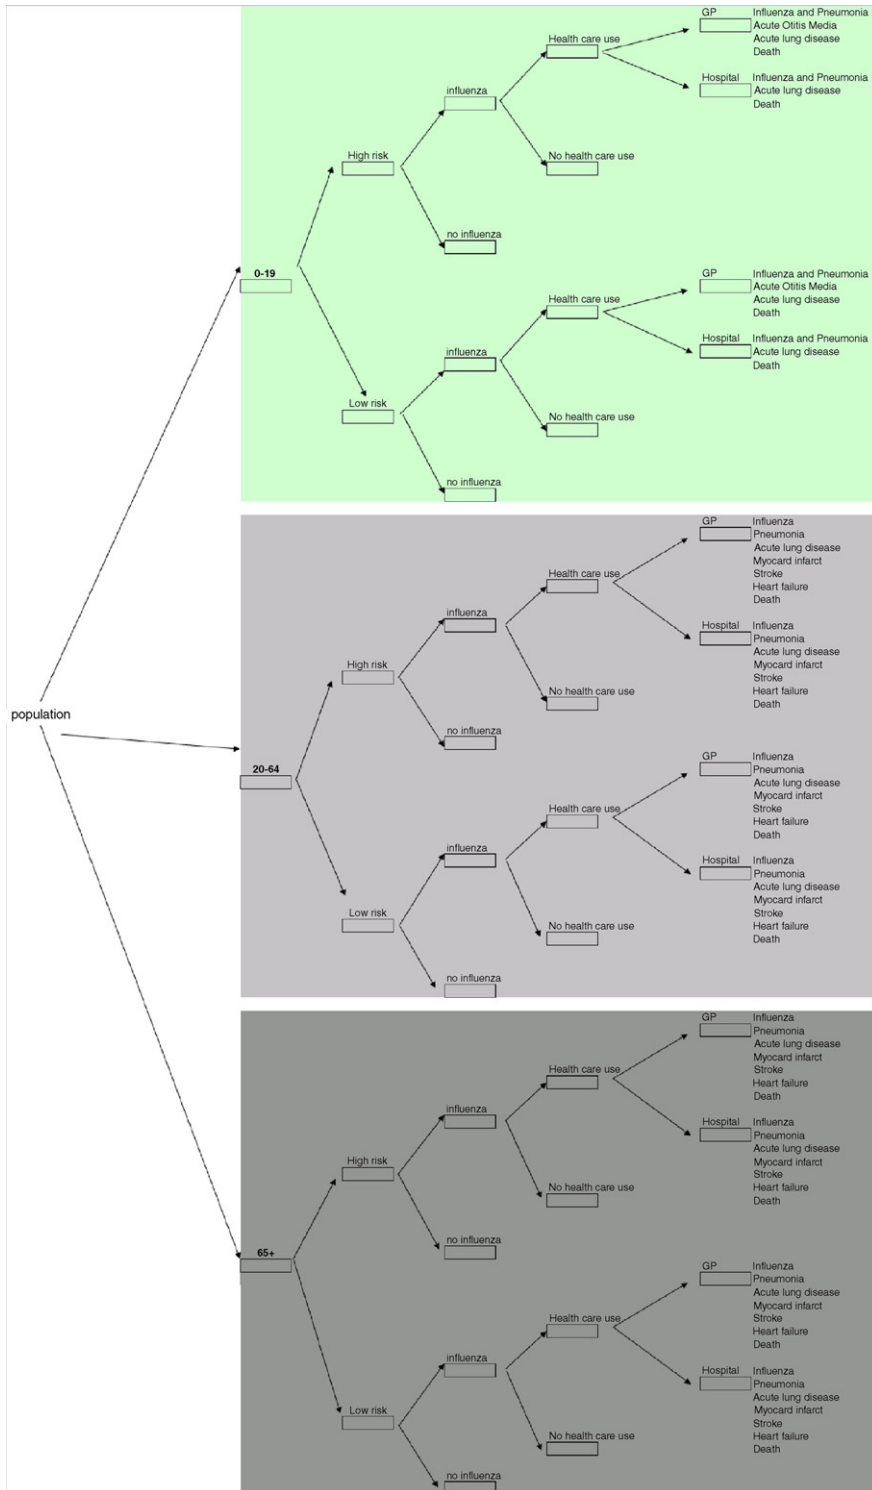 GP Influenza and Pneumonia
Acute Otitis Media
Acute lung disease
Death
Health care use
Hospital Influenza and Pneumonia
Acute lung disease
Death
influenza
High risk
No health care use
no influenza
0-19
GP Influenza and Pneumonia
Acute Otitis Media
Acute lung disease
Death
Health care use
Hospital Influenza and Pneumonia
Acute lung disease
Death
influenza
Low risk
No health care use
no influenza
GP Influenza
Pneumonia
Acute lung disease
Myocard infarct
Stroke
Heart failure
Death
Health care use
influenza
Hospital Influenza
Pneumonia
Acute lung disease
Myocard infarct
Stroke
Heart failure
Death
High risk
No health care use
no influenza
population
20-64
GP Influenza
Pneumonia
Acute lung disease
Myocard infarct
Stroke
Heart failure
Death
Health care use
influenza
Hospital Influenza
Pneumonia
Acute lung disease
Myocard infarct
Stroke
Heart failure
Death
Low risk
No health care use
no influenza
GP Influenza
Pneumonia
Acute lung disease
Myocard infarct
Stroke
Heart failure
Death
Health care use
influenza
Hospital Influenza
Pneumonia
Acute lung disease
Myocard infarct
Stroke
Heart failure
Death
High risk
No health care use
no influenza
65+
GP Influenza
Pneumonia
Acute lung disease
Myocard infarct
Stroke
Heart failure
Death
Health care use
influenza
Hospital Influenza
Pneumonia
Acute lung disease
Myocard infarct
Stroke
Heart failure
Death
Low risk
No health care use
no influenza